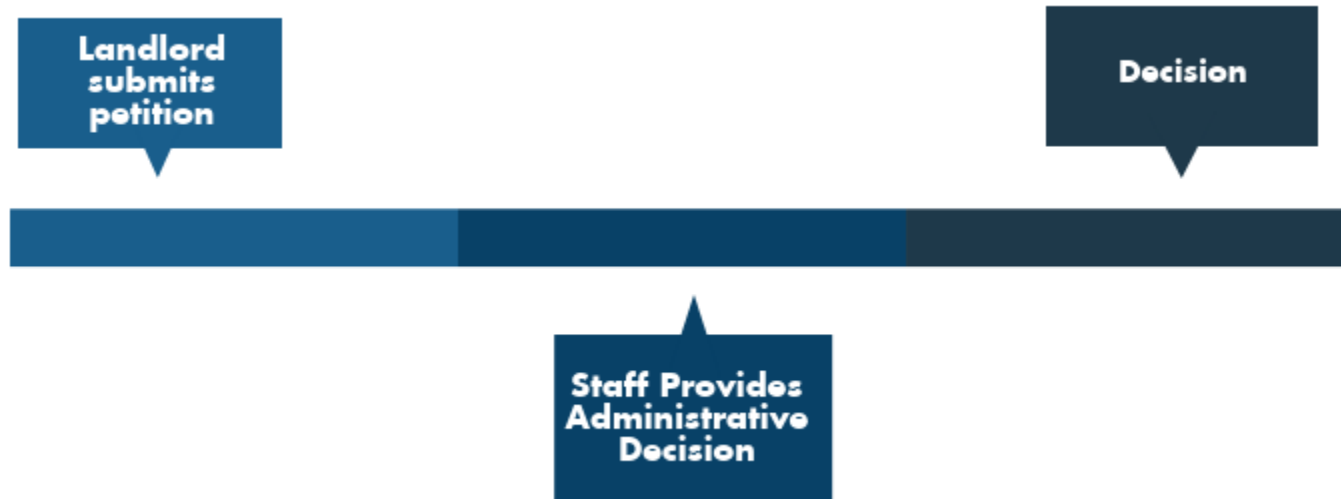 Landlord
submits
petition
Staff Provides
Administrative
Decision
Decision